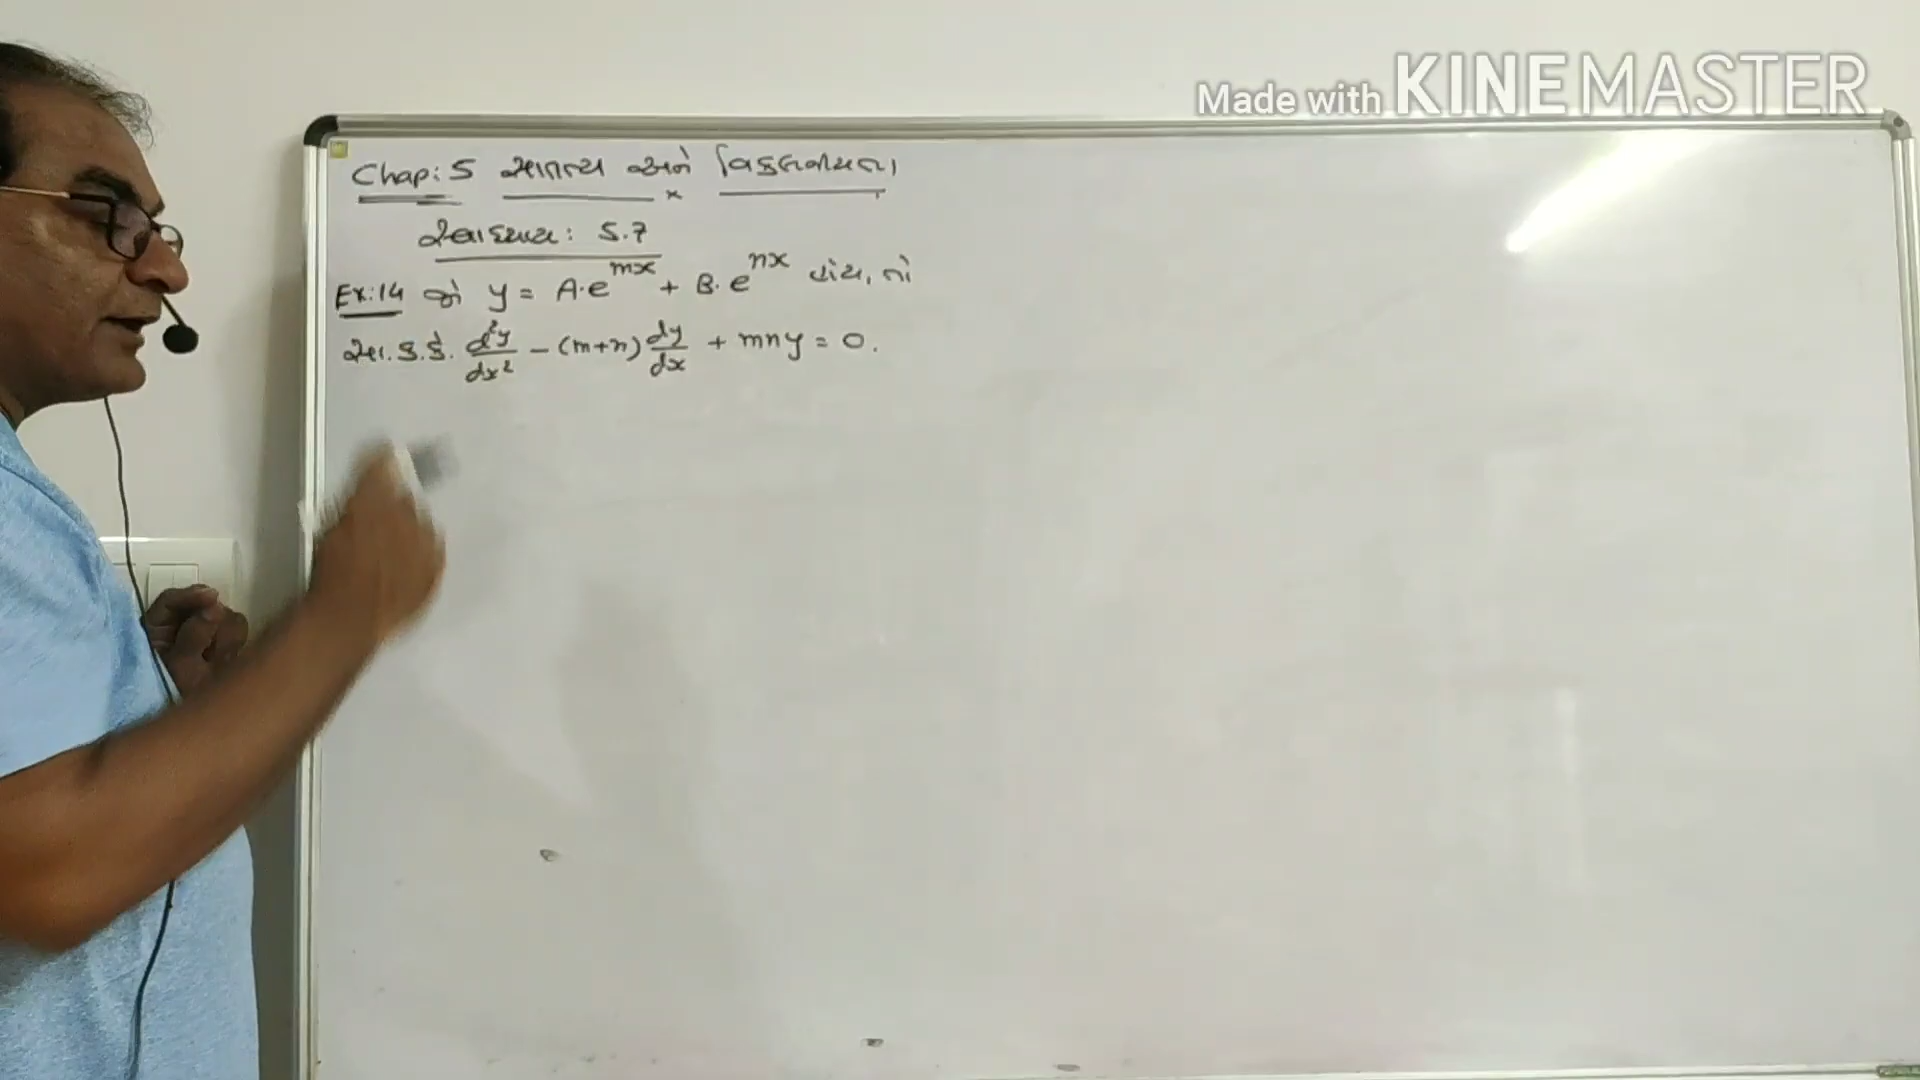 Made with KINEMASTER
Chap: 5 સાતત્ય અને વિકલનીયતા
સ્વાધ્યાય: 5.7
Ex:14 જો y = A·e^{mx} + B·e^{nx} હોય, તો
સા.કે.કે. d²y/dx² - (m+n) dy/dx + mny = 0.